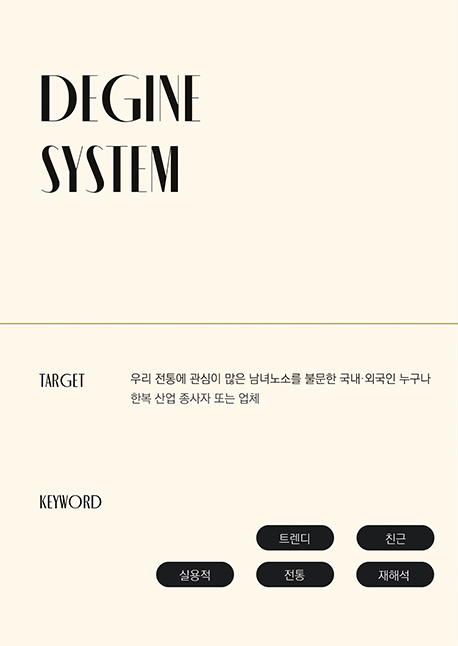 DEGINE
SYSTEM
TARGET
우리 전통에 관심이 많은 남녀노소를 불문한 국내·외국인 누구나
한복 산업 종사자 또는 업체
KEYWORD
트렌디 친근
실용적 전통 재해석